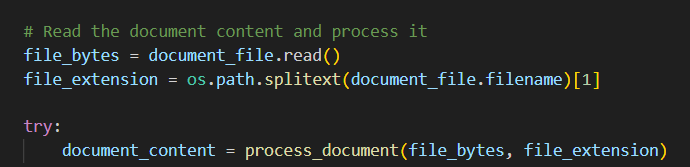 # Read the document content and process it
file_bytes = document_file.read()
file_extension = os.path.splitext(document_file.filename)[1]
try:
document_content = process_document(file_bytes, file_extension)